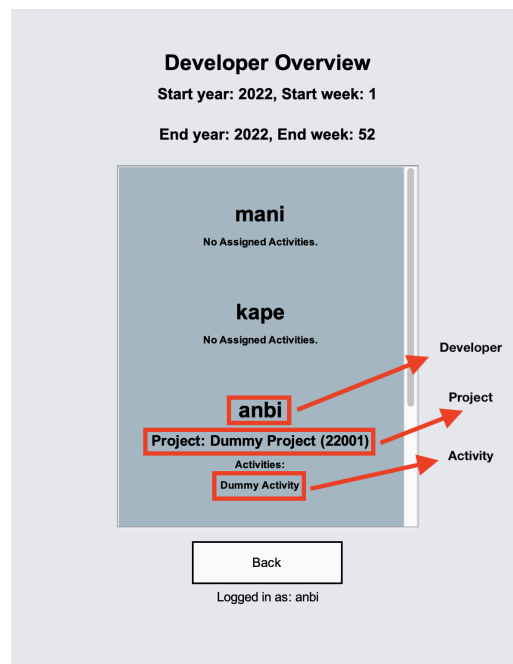 Developer Overview
Start year: 2022, Start week: 1
End year: 2022, End week: 52
mani
No Assigned Activities.
kape
No Assigned Activities.
Developer
anbi
Project
Project: Dummy Project (22001)
Activities:
Activity
Dummy Activity
Back
Logged in as: anbi